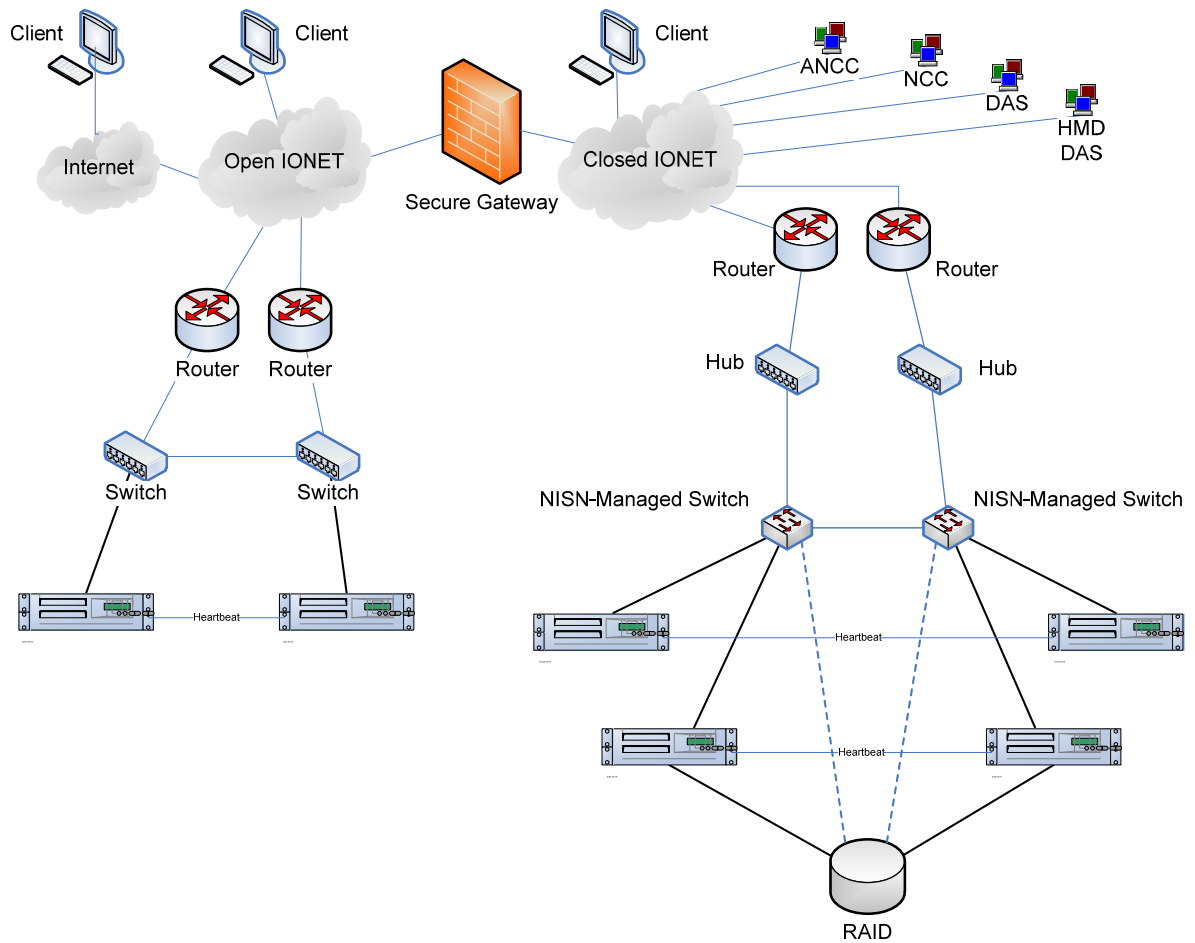 Client
Client
Client
ANCC
NCC
DAS
HMD
DAS
Internet
Open IONET
Closed IONET
Secure Gateway
Router
Router
Router
Router
Hub
Hub
Switch
Switch
NISN-Managed Switch
NISN-Managed Switch
Heartbeat
Heartbeat
Heartbeat
RAID